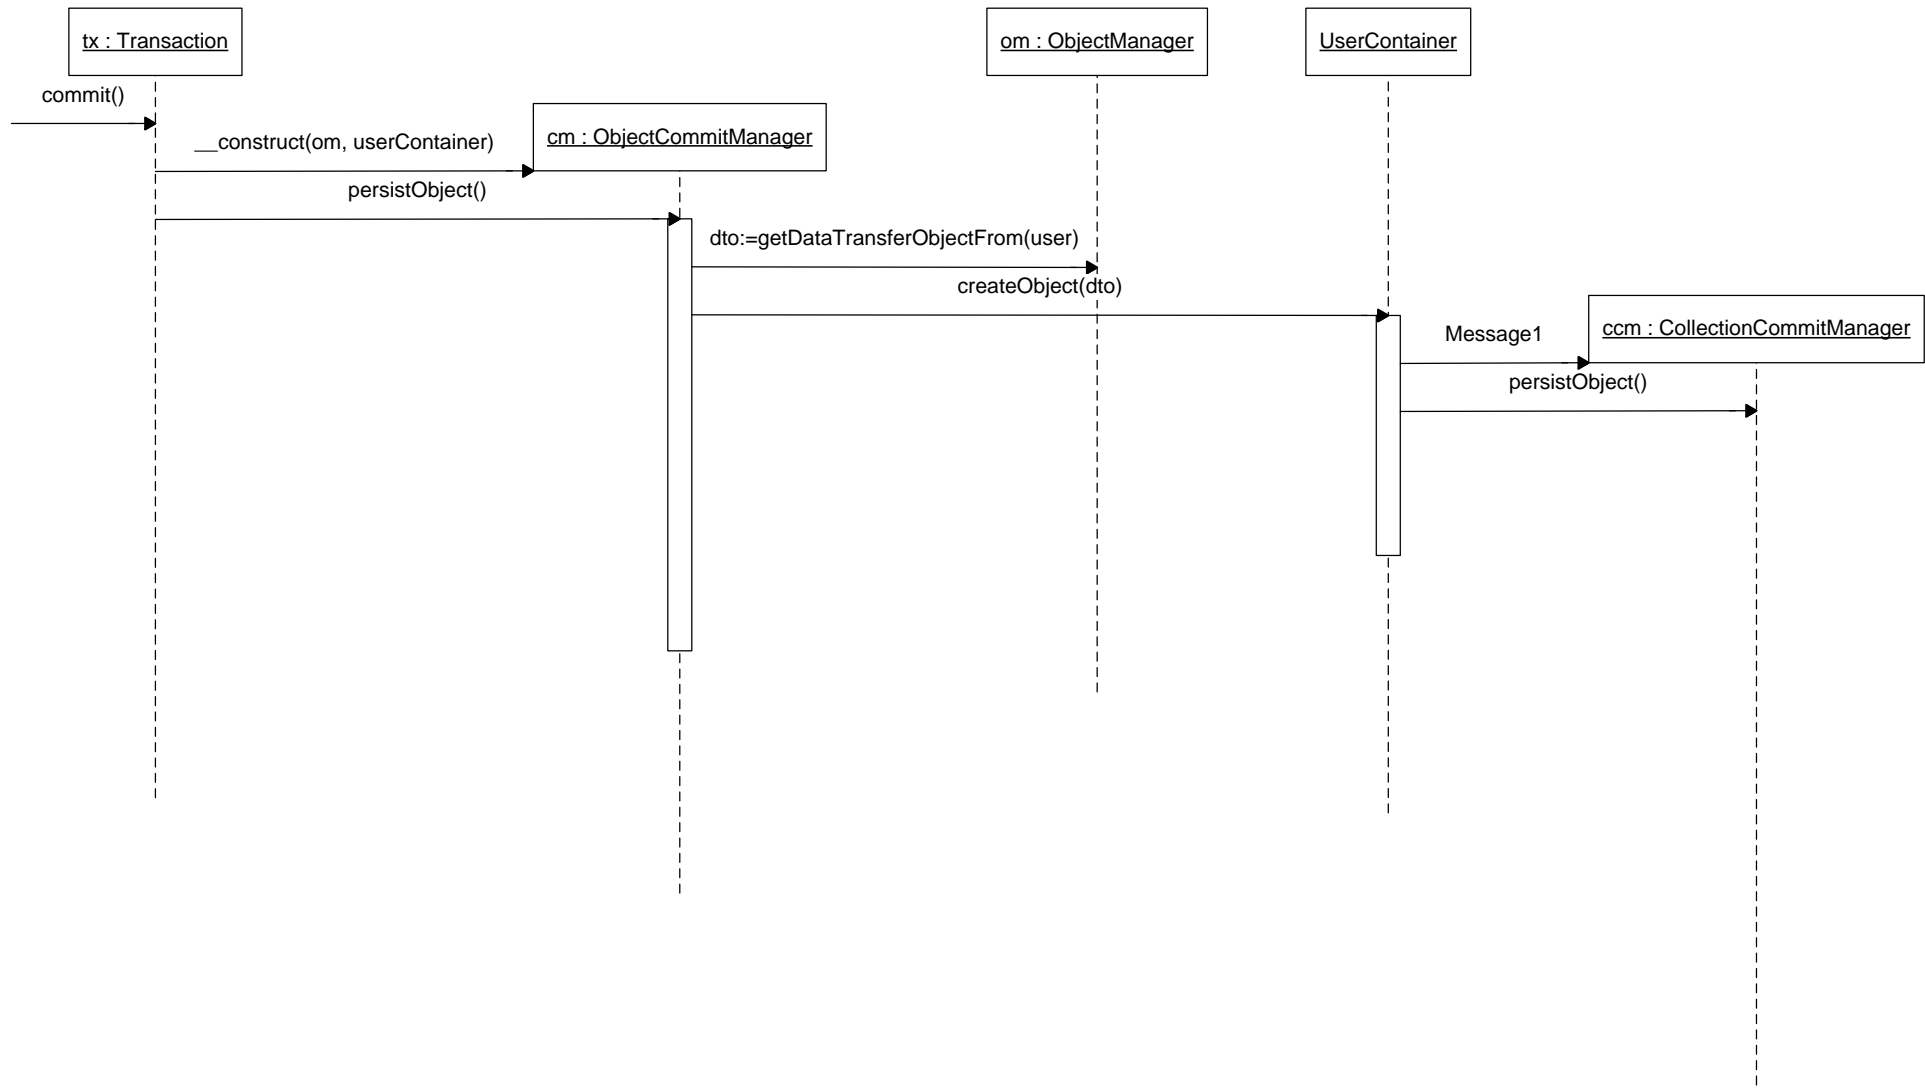 tx : Transaction
om : ObjectManager
UserContainer
commit()
__construct(om, userContainer)
cm : ObjectCommitManager
persistObject()
dto:=getDataTransferObjectFrom(user)
createObject(dto)
Message1
ccm : CollectionCommitManager
persistObject()